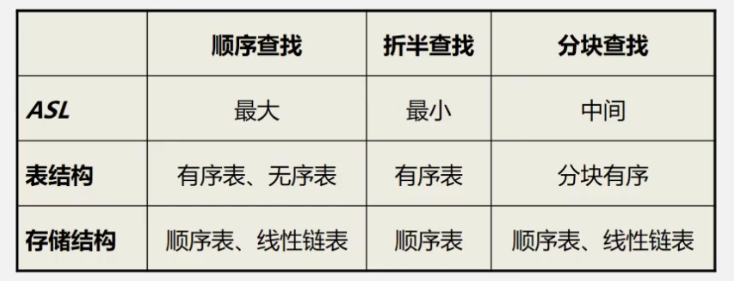 顺序查找 折半查找 分块查找
ASL 最大 最小 中间
表结构 有序表、无序表 有序表 分块有序
存储结构 顺序表、线性链表 顺序表 顺序表、线性链表